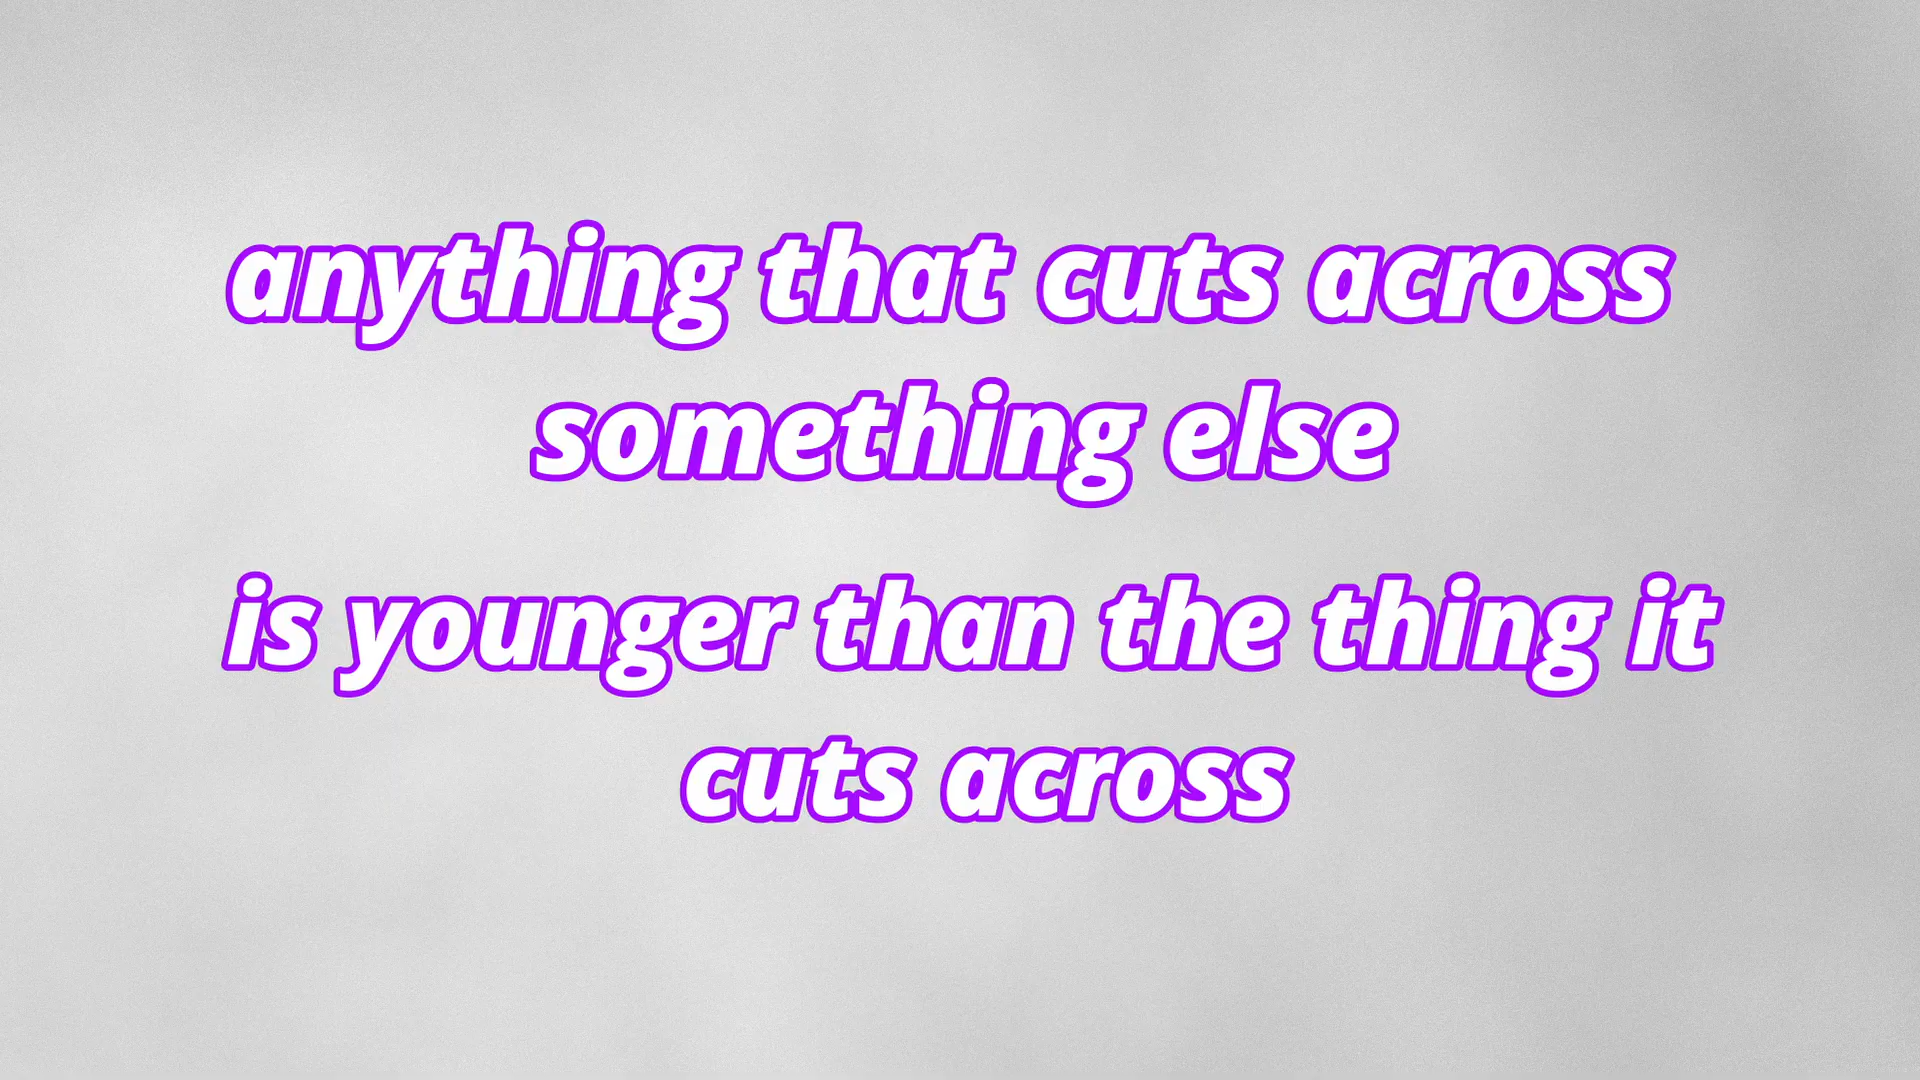 anything that cuts across
something else
is younger than the thing it
cuts across